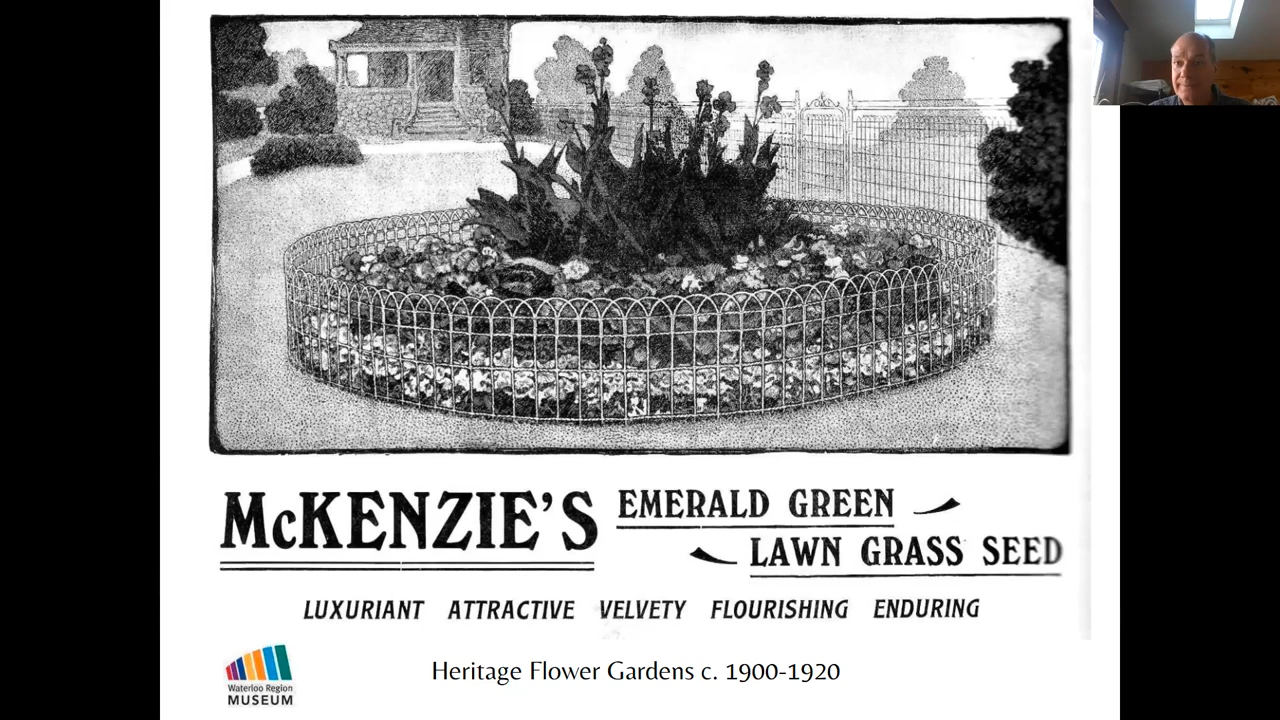 McKENZIE'S
EMERALD GREEN
LAWN GRASS SEED
LUXURIANT ATTRACTIVE VELVETY FLOURISHING ENDURING
Waterloo Region
MUSEUM
Heritage Flower Gardens c. 1900-1920